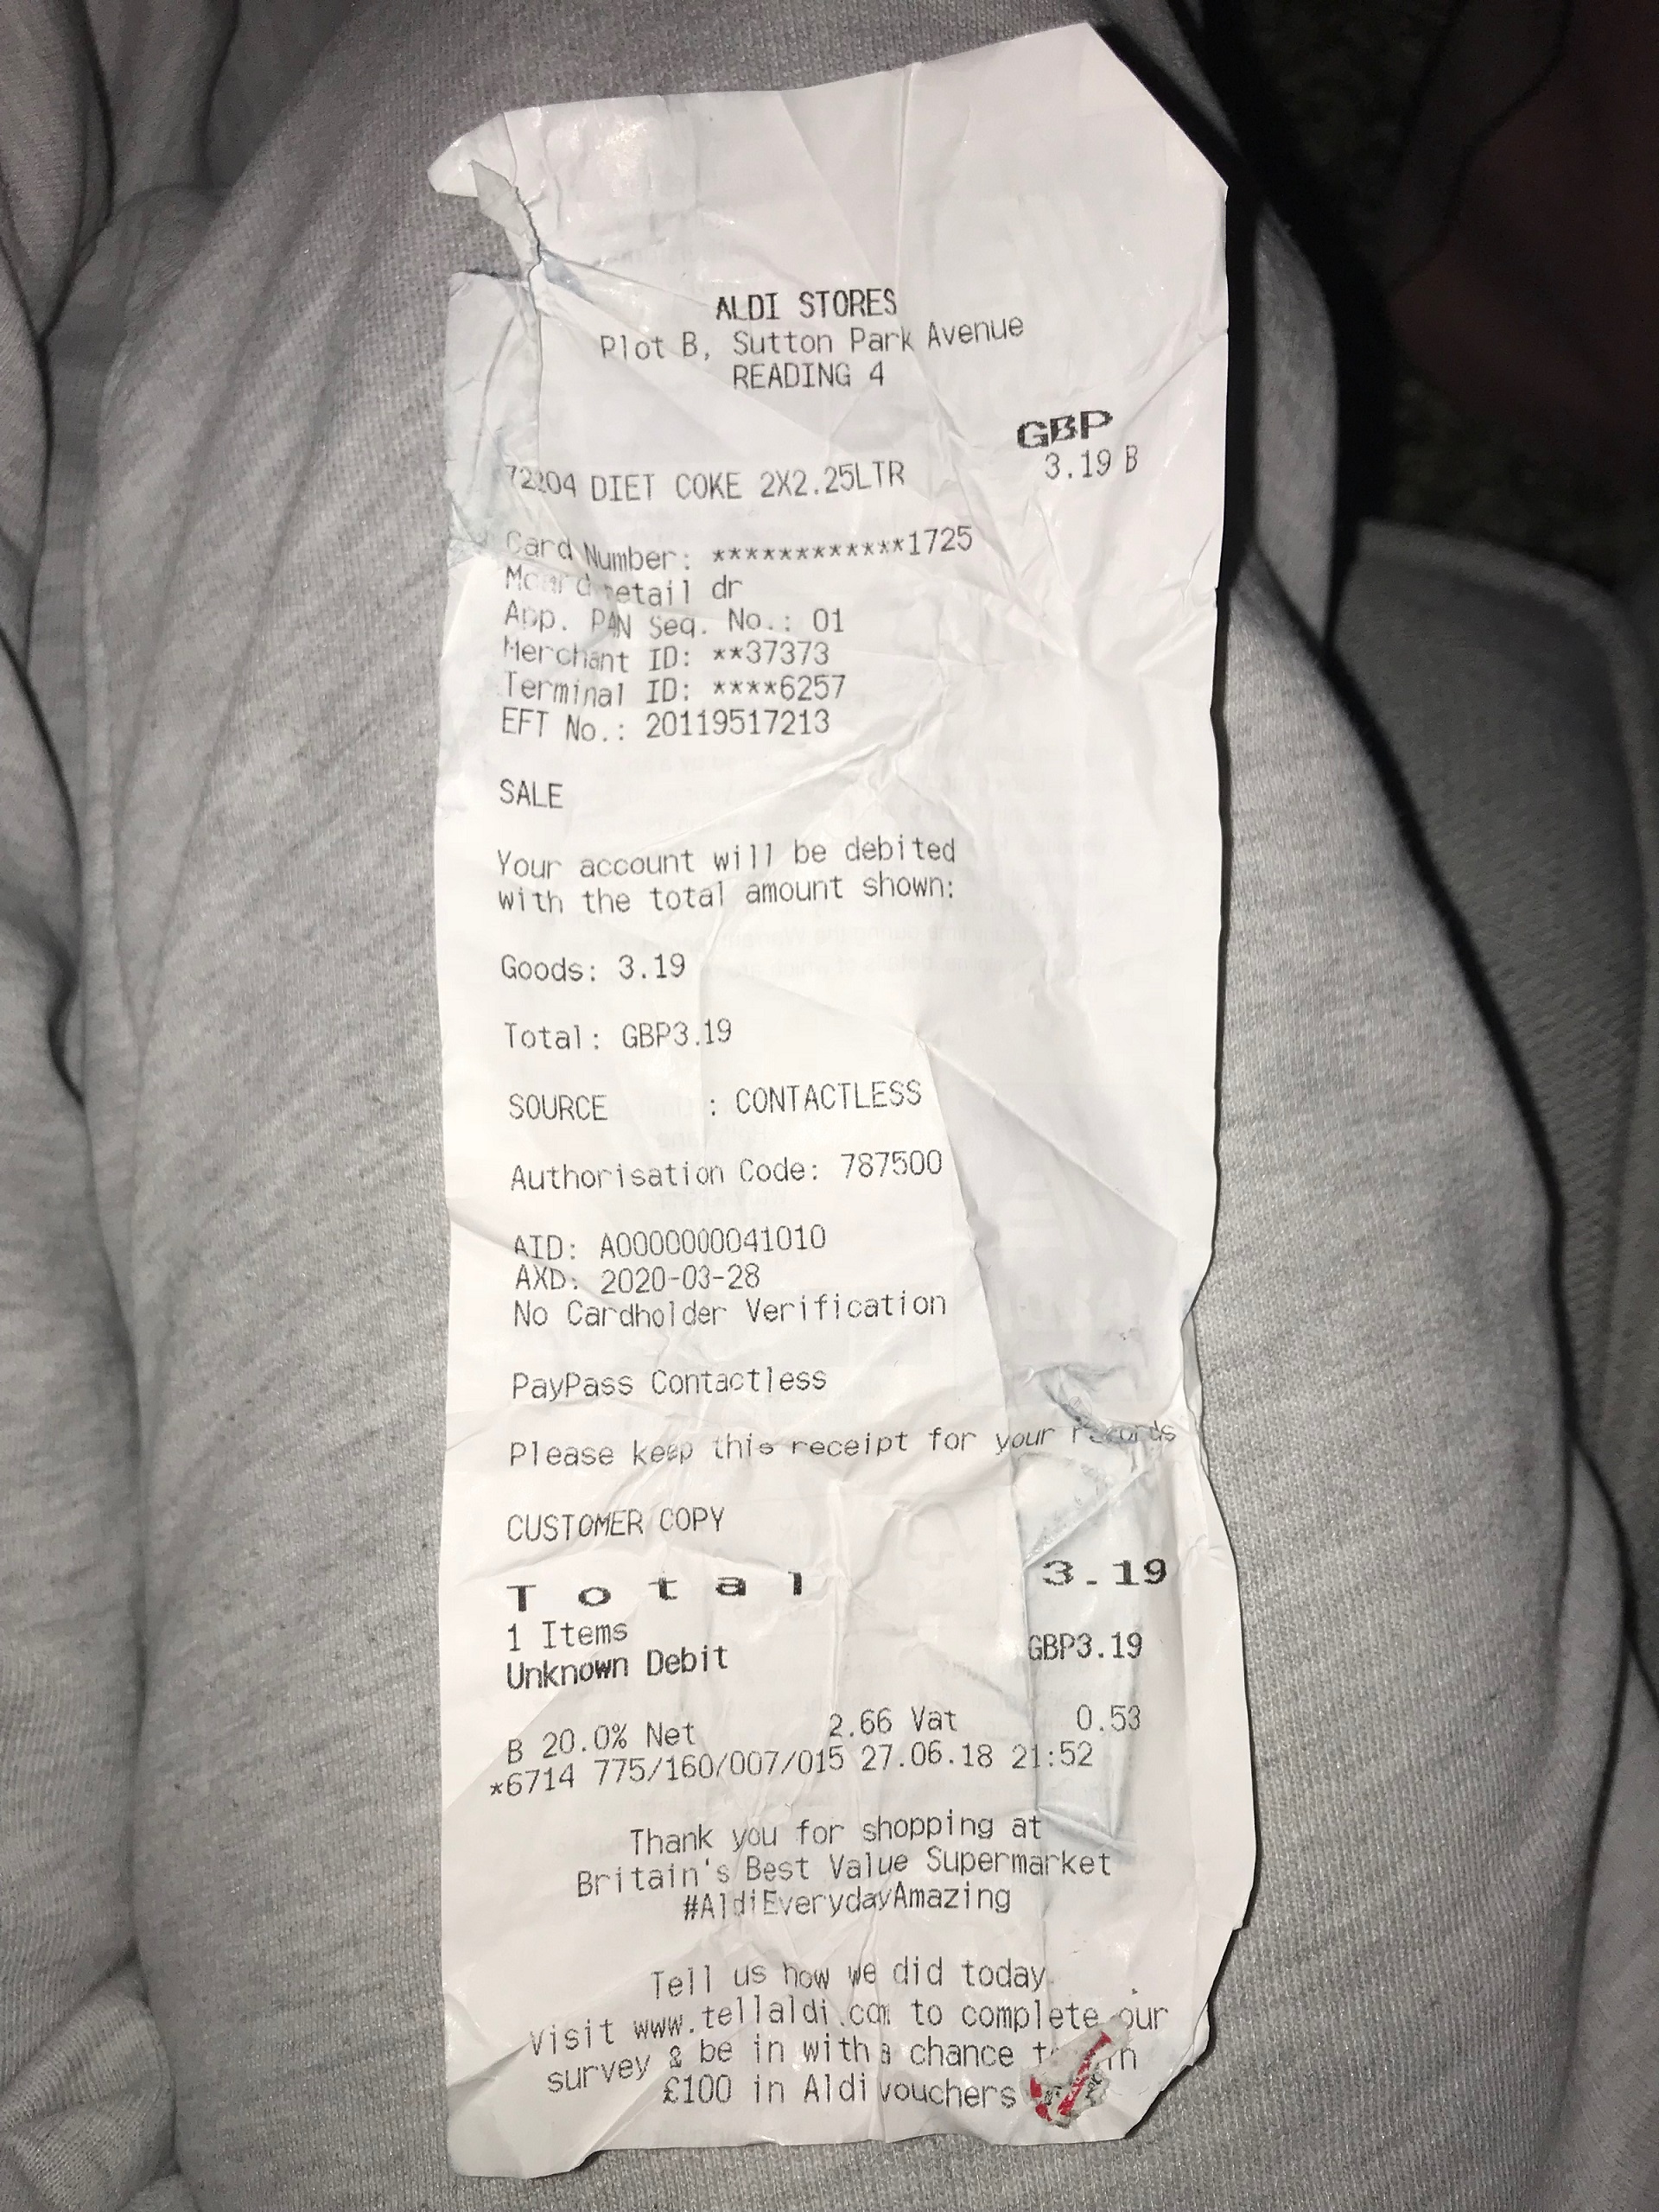 ALDI STORES
Plot B, Sutton Park Avenue
READING 4
GBP
72204 DIET COKE 2X2.25LTR 3.19 B
Card Number: ************1725
Mcard retail dr
App. PAN Seq. No.: 01
Merchant ID: **37373
Terminal ID: ****6257
EFT No.: 20119517213
SALE
Your account will be debited
with the total amount shown:
Goods: 3.19
Total: GBP3.19
SOURCE : CONTACTLESS
Authorisation Code: 787500
AID: A0000000041010
AXD: 2020-03-28
No Cardholder Verification
PayPass Contactless
Please keep this receipt for your records
CUSTOMER COPY
Total 3.19
1 Items
Unknown Debit GBP3.19
B 20.0% Net 2.66 Vat 0.53
*6714 775/160/007/015 27.06.18 21:52
Thank you for shopping at
Britain's Best Value Supermarket
#AldiEverydayAmazing
Tell us how we did today.
Visit www.tellaldi.com to complete our
survey & be in with a chance to
£100 in Aldi vouchers